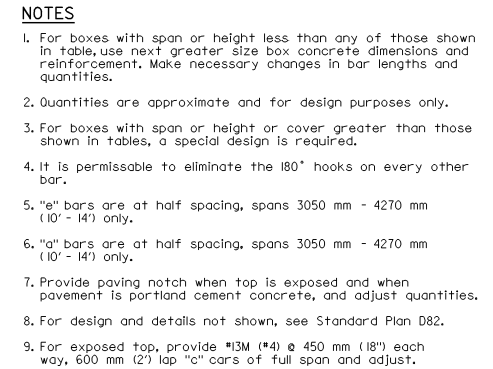 NOTES
1. For boxes with span or height less than any of those shown
in table, use next greater size box concrete dimensions and
reinforcement. Make necessary changes in bar lengths and
quantities.
2. Quantities are approximate and for design purposes only.
3. For boxes with span or height or cover greater than those
shown in tables, a special design is required.
4. It is permissable to eliminate the 180° hooks on every other
bar.
5. "e" bars are at half spacing, spans 3050 mm - 4270 mm
(10' - 14') only.
6. "a" bars are at half spacing, spans 3050 mm - 4270 mm
(10' - 14') only.
7. Provide paving notch when top is exposed and when
pavement is portland cement concrete, and adjust quantities.
8. For design and details not shown, see Standard Plan D82.
9. For exposed top, provide #13M (#4) @ 450 mm (18") each
way, 600 mm (2') lap "c" cars of full span and adjust.